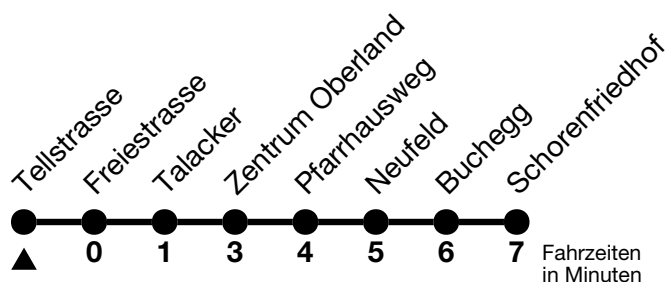 Tellstrasse
Freiestrasse
Talacker
Zentrum Oberland
Pfarrhausweg
Neufeld
Buchegg
Schorenfriedhof
0 1 3 4 5 6 7
Fahrzeiten
in Minuten